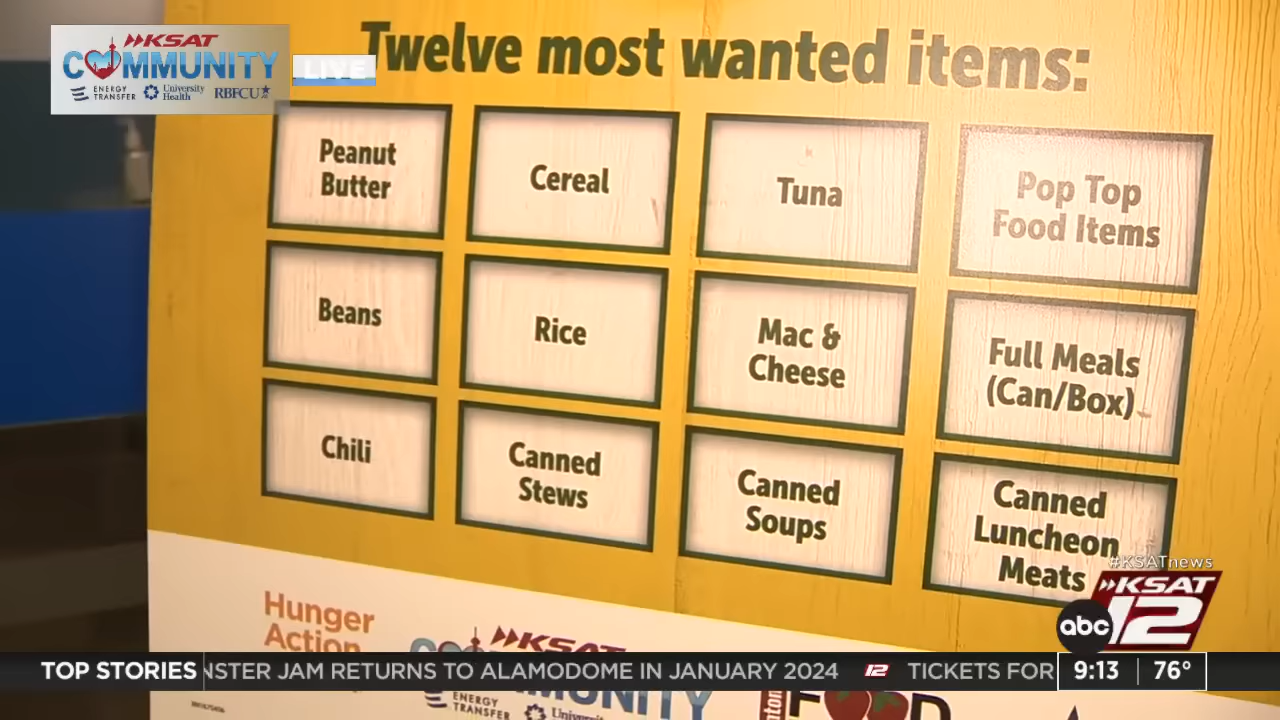 KSAT
COMMUNITY
LIVE
ENERGY
TRANSFER
University
Health
RBFCU
Twelve most wanted items:
Peanut
Butter
Cereal
Tuna
Pop Top
Food Items
Beans
Rice
Mac &
Cheese
Full Meals
(Can/Box)
Chili
Canned
Stews
Canned
Soups
Canned
Luncheon
Meats
#KSATnews
KSAT
abc 12
Hunger
Action
KSAT
ENERGY
TRANSFER
TOP STORIES NSTER JAM RETURNS TO ALAMODOME IN JANUARY 2024 12 TICKETS FOR 9:13 76°